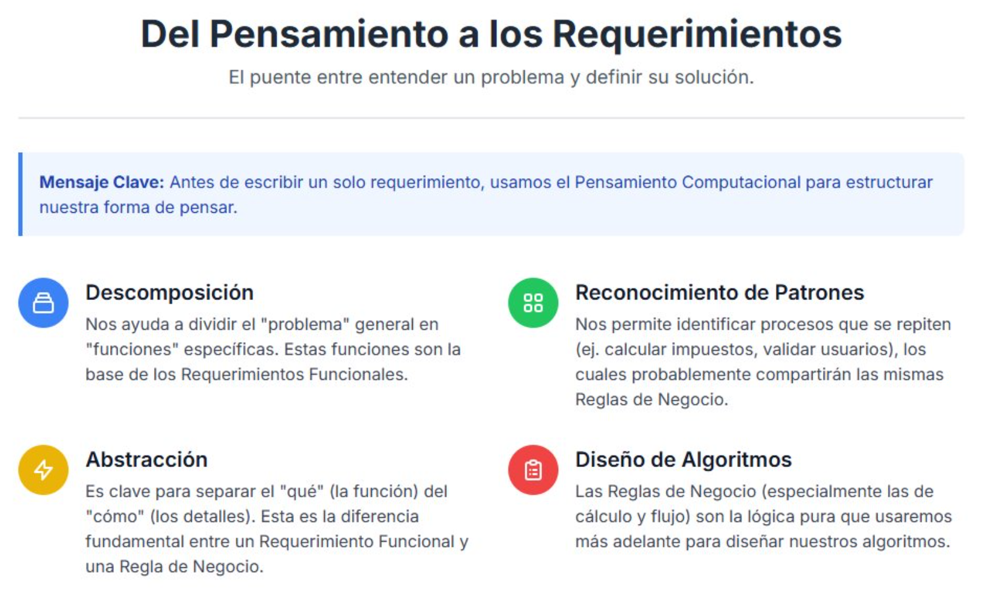 Del Pensamiento a los Requerimientos
El puente entre entender un problema y definir su solución.
Mensaje Clave: Antes de escribir un solo requerimiento, usamos el Pensamiento Computacional para estructurar
nuestra forma de pensar.
Descomposición
Nos ayuda a dividir el "problema" general en
"funciones" específicas. Estas funciones son la
base de los Requerimientos Funcionales.
Reconocimiento de Patrones
Nos permite identificar procesos que se repiten
(ej. calcular impuestos, validar usuarios), los
cuales probablemente compartirán las mismas
Reglas de Negocio.
Abstracción
Es clave para separar el "qué" (la función) del
"cómo" (los detalles). Esta es la diferencia
fundamental entre un Requerimiento Funcional y
una Regla de Negocio.
Diseño de Algoritmos
Las Reglas de Negocio (especialmente las de
cálculo y flujo) son la lógica pura que usaremos
más adelante para diseñar nuestros algoritmos.